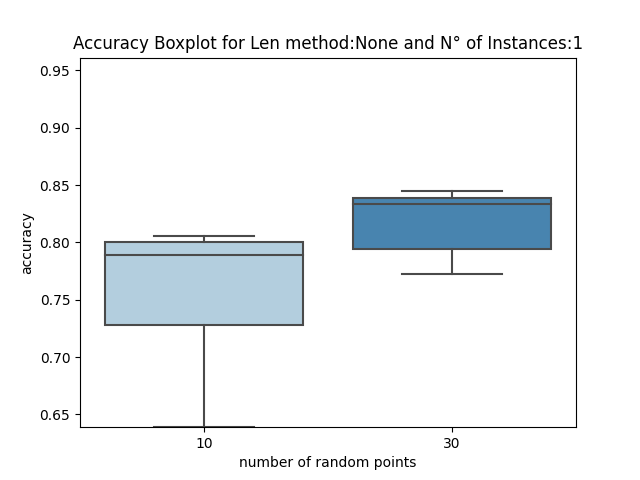 Accuracy Boxplot for Len method:None and N° of Instances:1
0.95
0.90
0.85
0.80
0.75
0.70
0.65
accuracy
10 30
number of random points